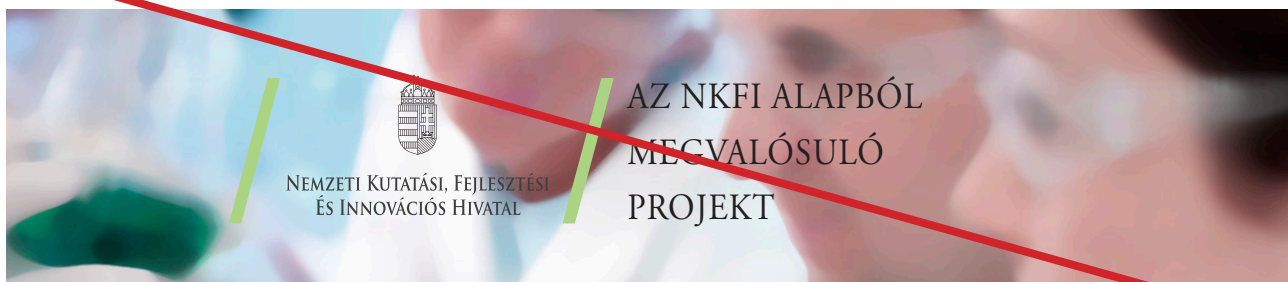 NEMZETI KUTATÁSI, FEJLESZTÉSI
ÉS INNOVÁCIÓS HIVATAL
AZ NKFI ALAPBÓL
MEGVALÓSULÓ
PROJEKT